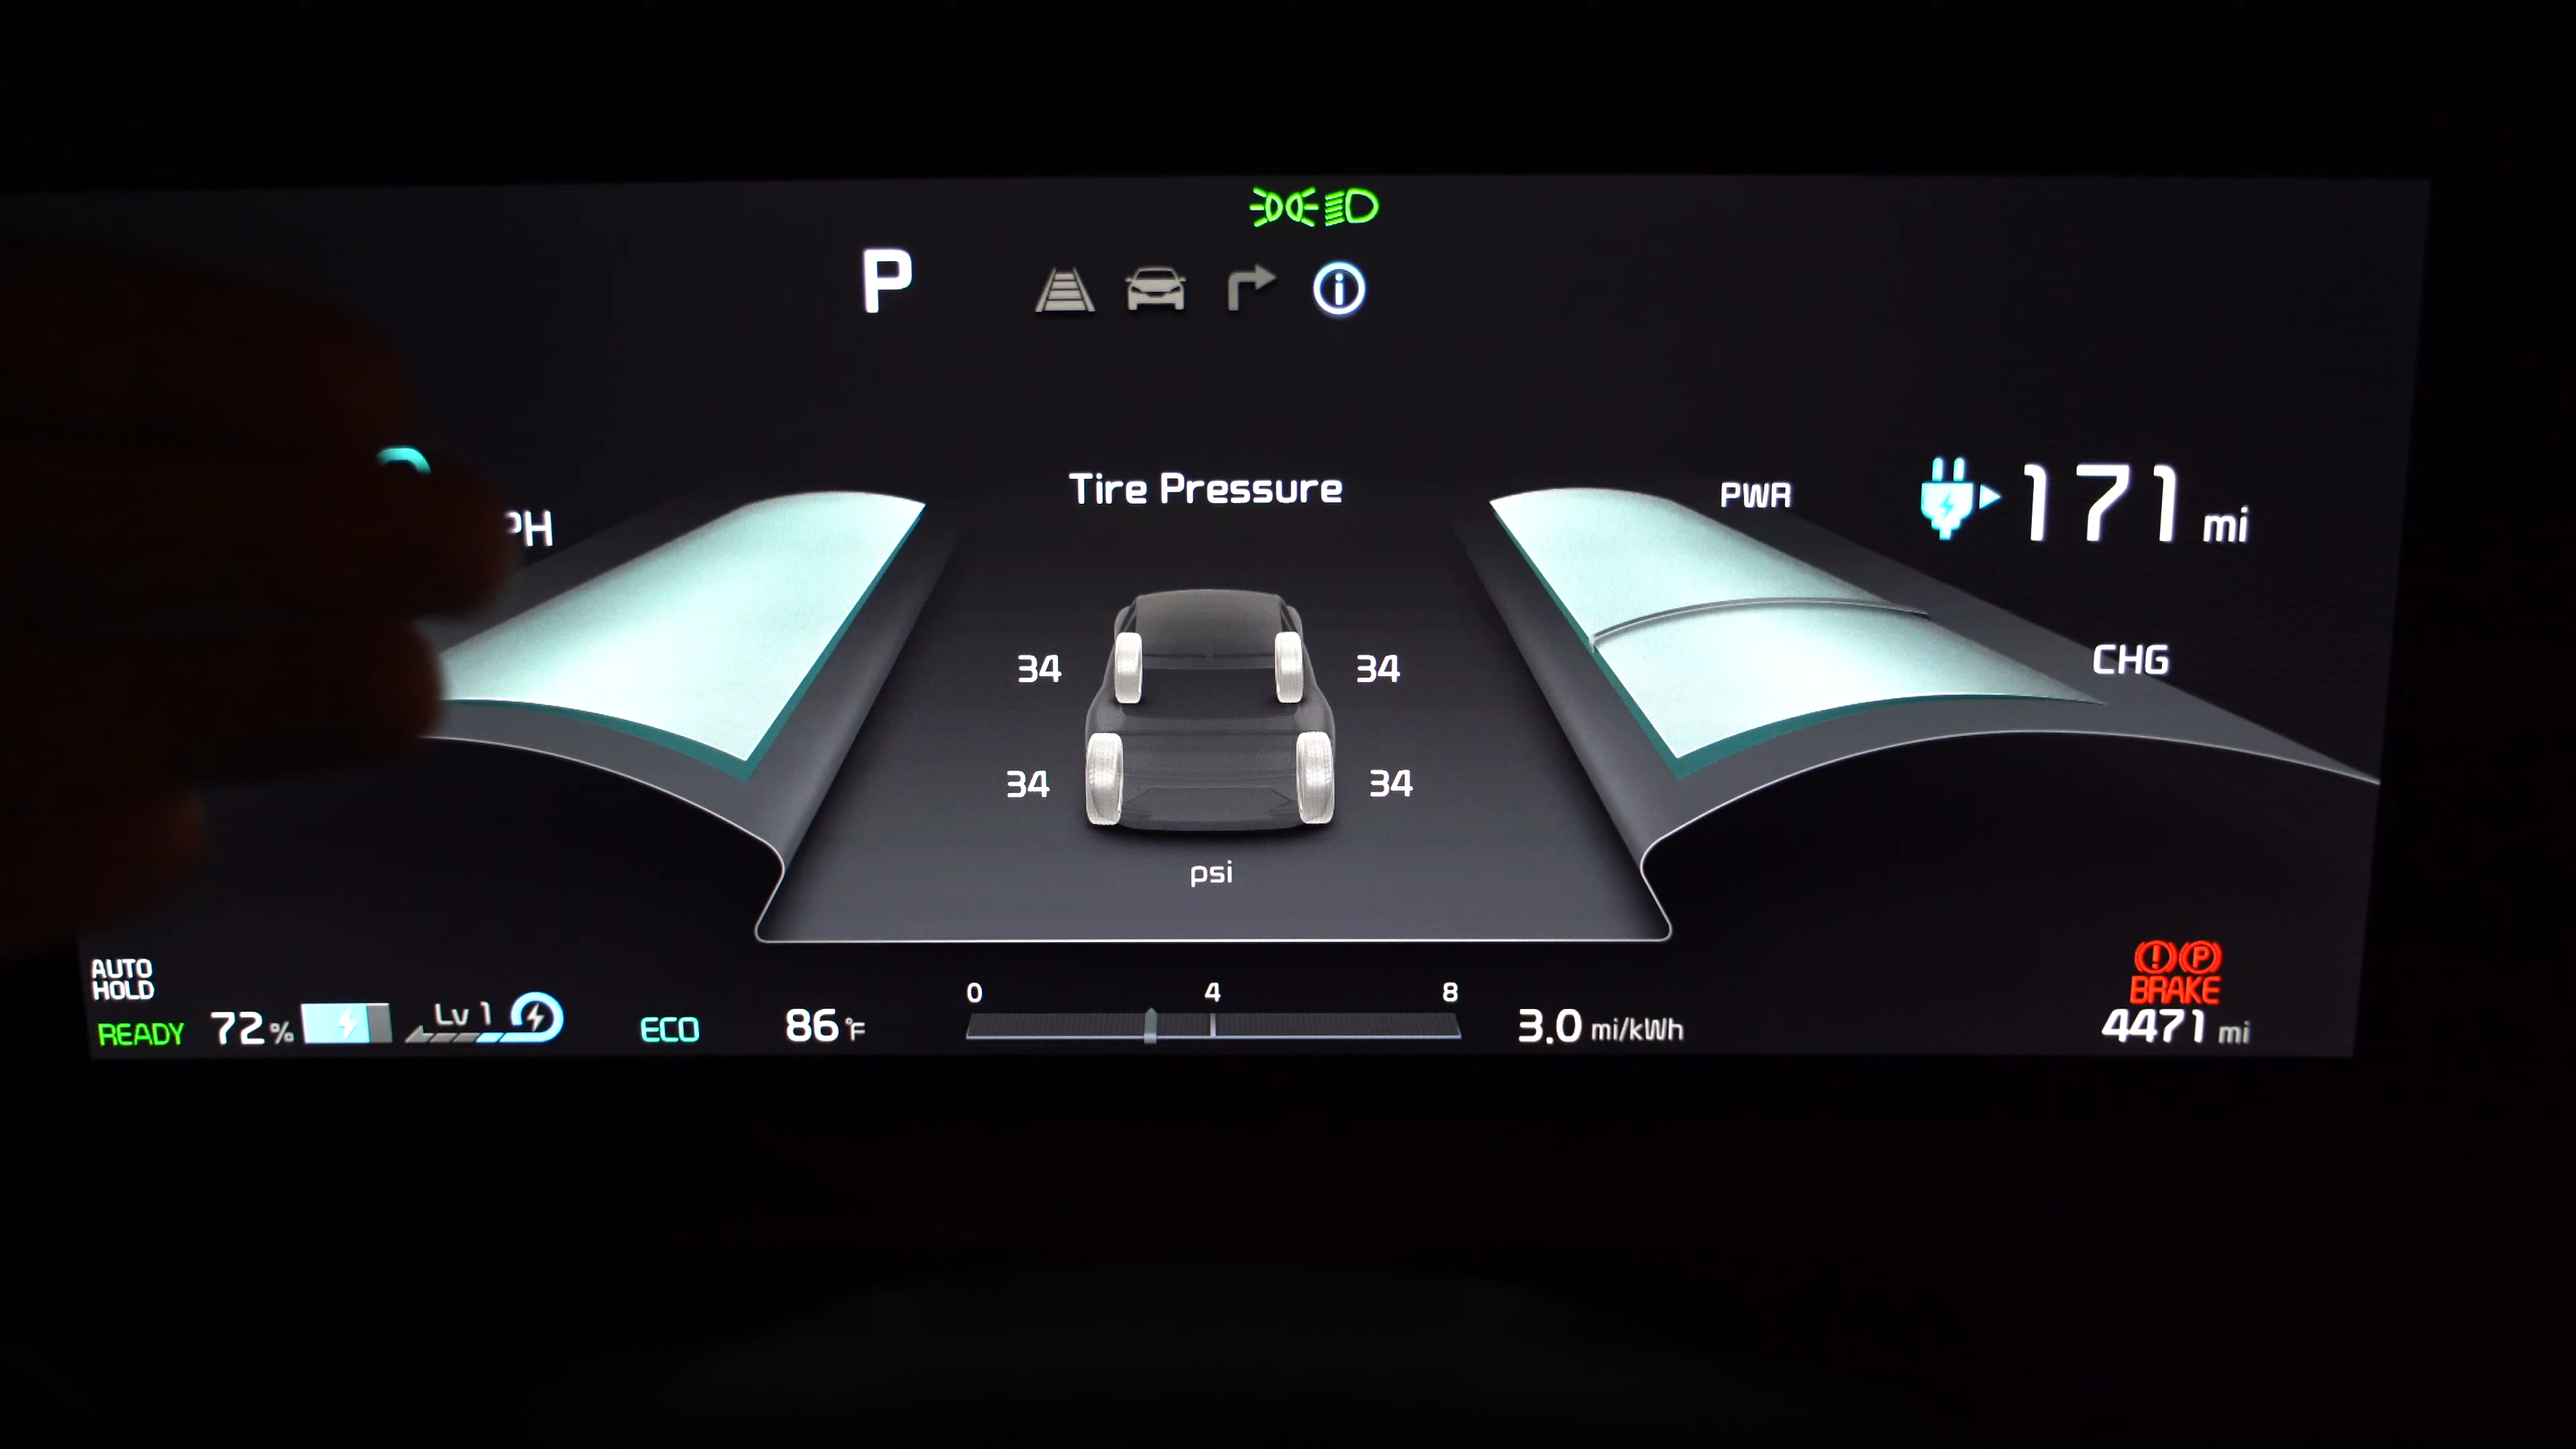 P
Tire Pressure
PWR
171 mi
PH
34 34
CHG
34 34
psi
AUTO
HOLD
BRAKE
0 4 8
READY 72% Lv 1 ECO 86°F 3.0 mi/kWh 4471 mi